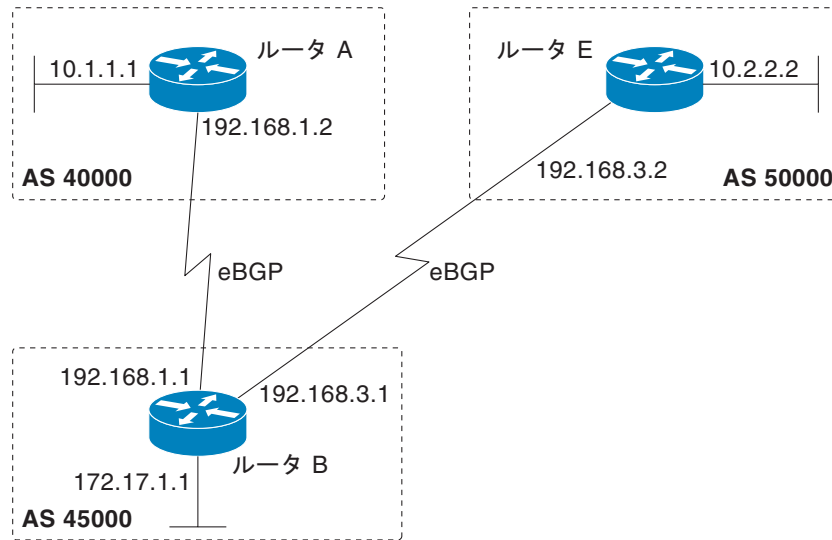 ルータ A
10.1.1.1
192.168.1.2
AS 40000
ルータ E
10.2.2.2
192.168.3.2
AS 50000
eBGP
eBGP
192.168.1.1
192.168.3.1
ルータ B
172.17.1.1
AS 45000